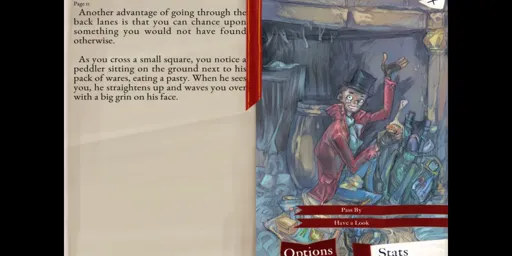 Page 11
Another advantage of going through the
back lanes is that you can chance upon
something you would not have found
otherwise.
As you cross a small square, you notice a
peddler sitting on the ground next to his
pack of wares, eating a pasty. When he sees
you, he straightens up and waves you over
with a big grin on his face.
Pass By
Have a Look
Options
Stats